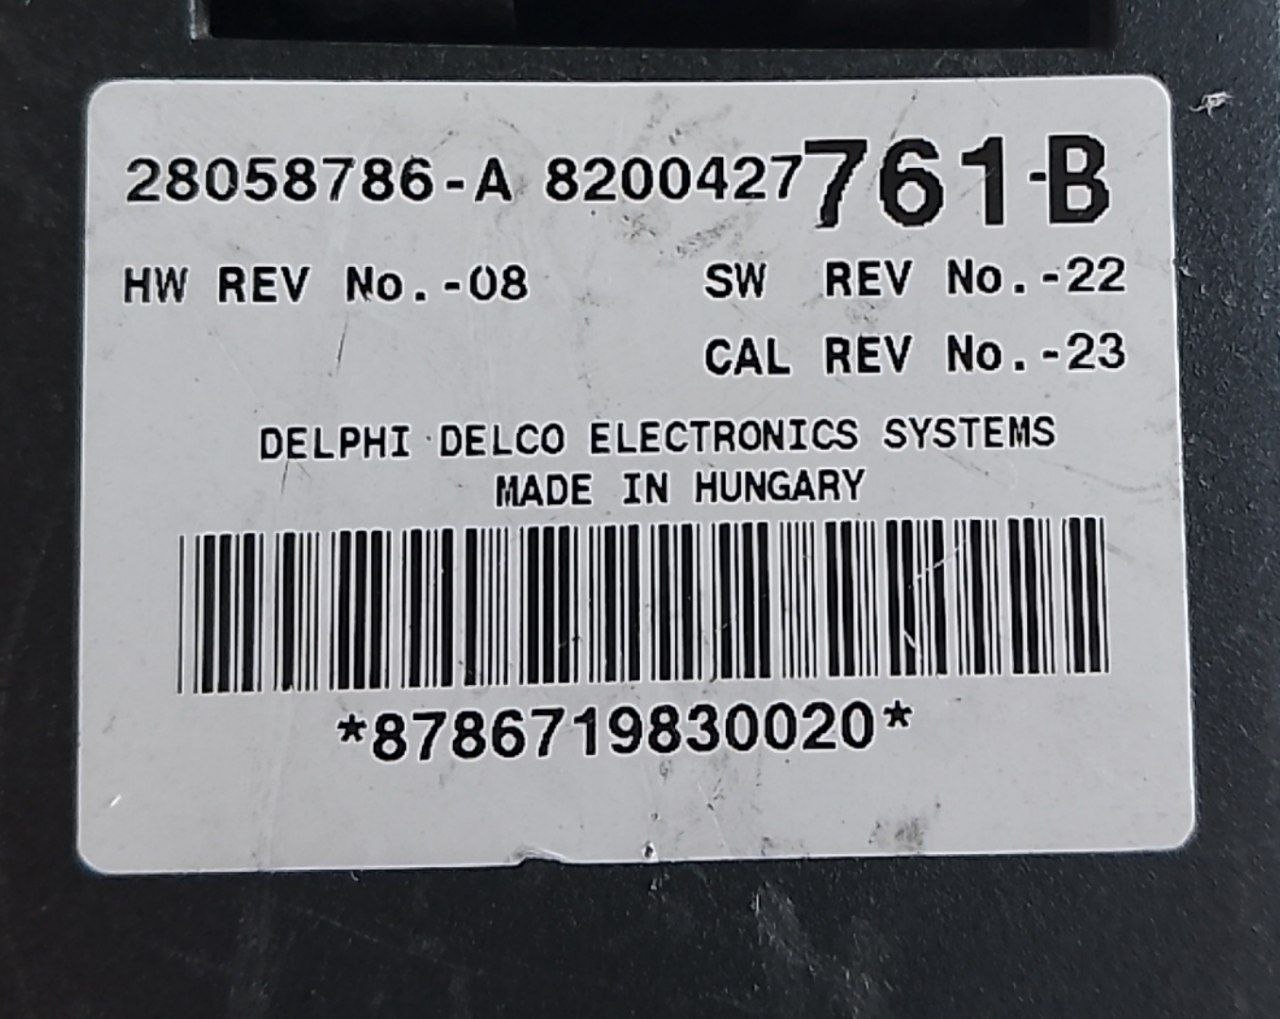 28058786-A 8200427761-B
HW REV No.-08 SW REV No.-22
CAL REV No.-23
DELPHI DELCO ELECTRONICS SYSTEMS
MADE IN HUNGARY
*8786719830020*